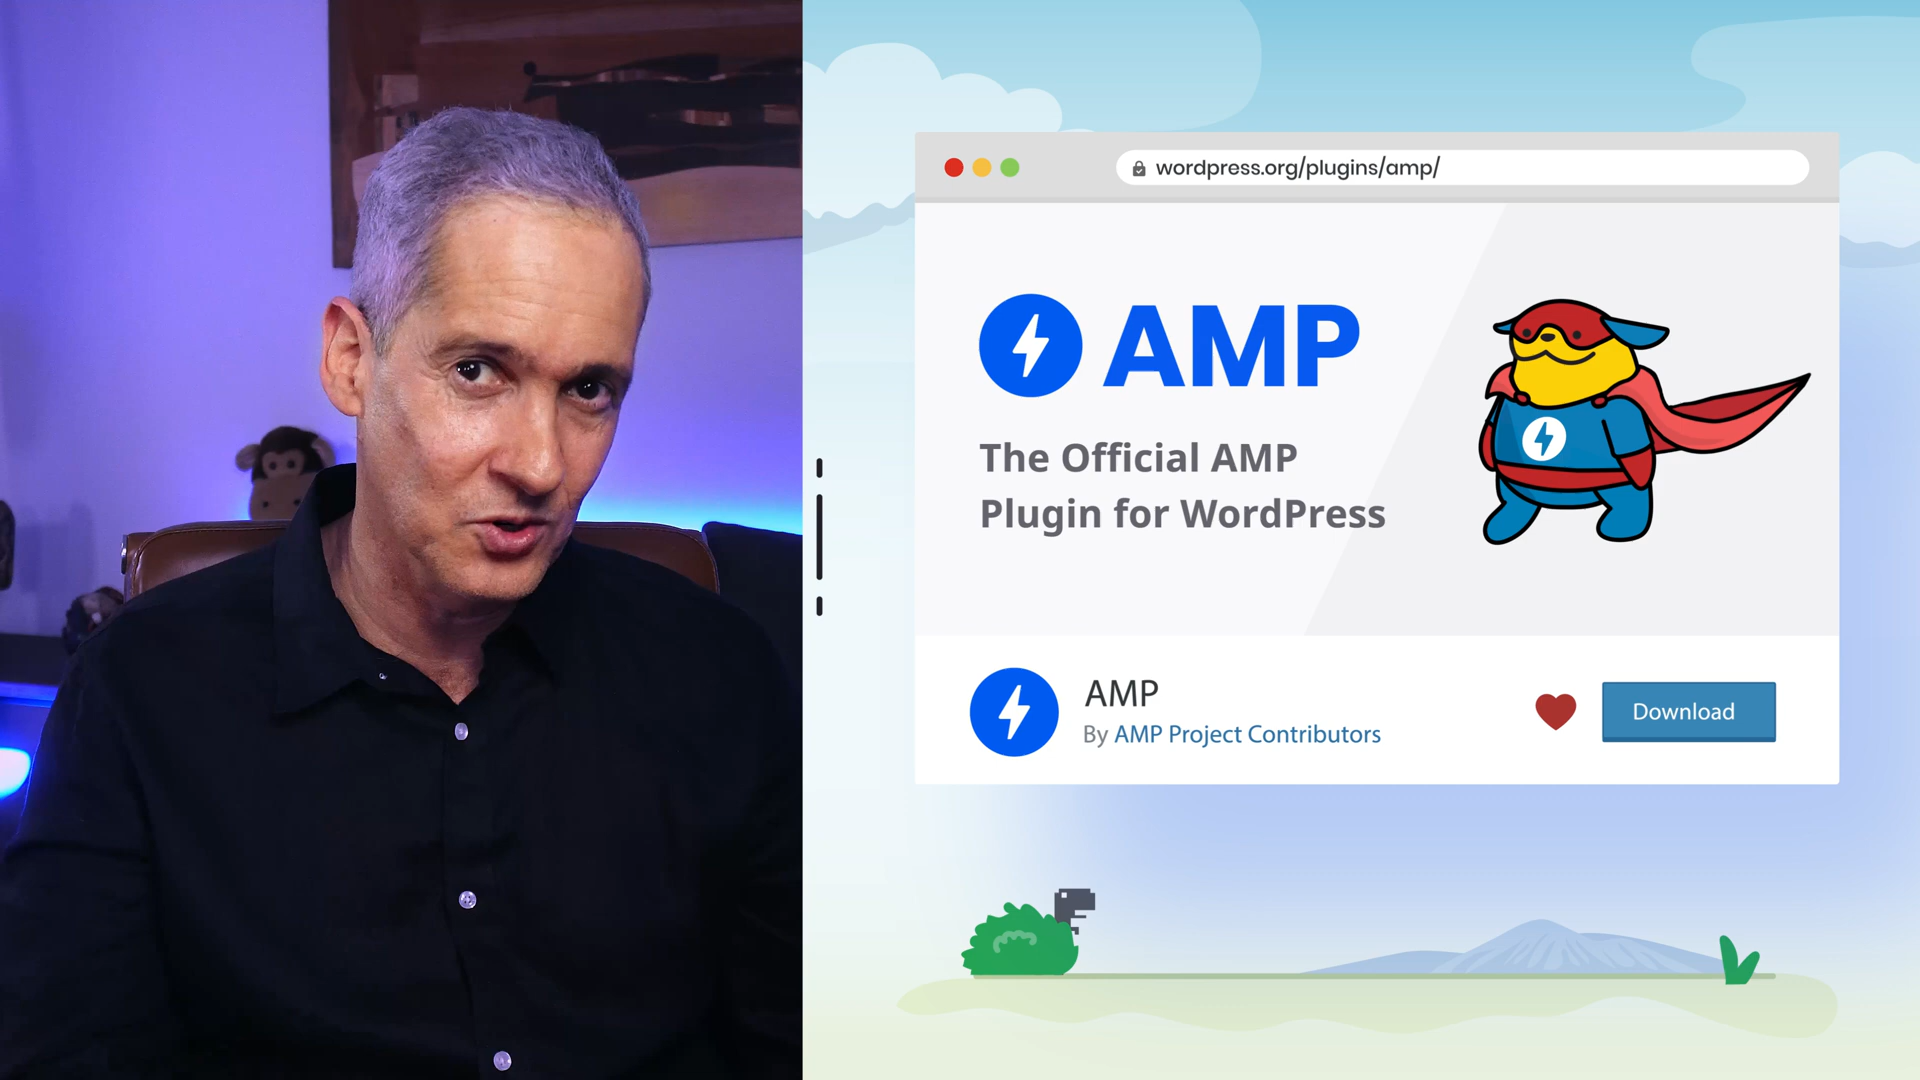 wordpress.org/plugins/amp/
AMP
The Official AMP
Plugin for WordPress
AMP
By AMP Project Contributors
Download